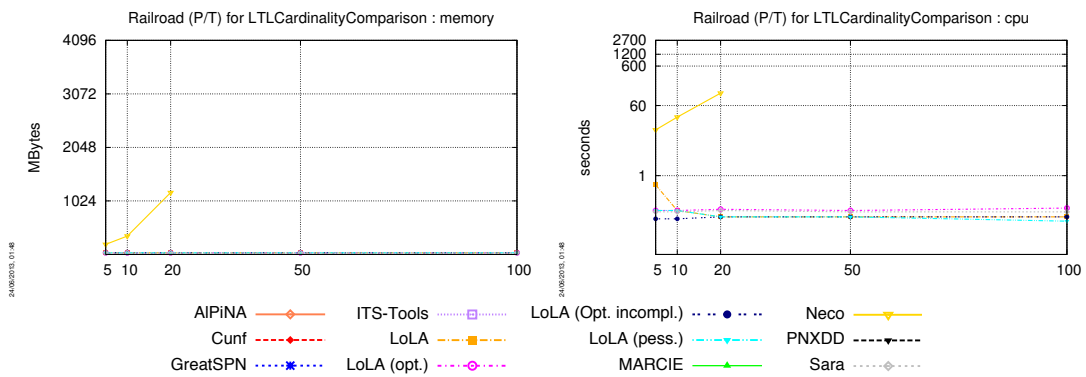 Railroad (P/T) for LTLCardinalityComparison : memory
4096
3072
2048
1024
MBytes
5 10 20 50 100
24/06/2013, 01:48
Railroad (P/T) for LTLCardinalityComparison : cpu
2700
1200
600
60
1
seconds
5 10 20 50 100
24/06/2013, 01:48
AlPiNA ITS-Tools LoLA (Opt. incompl.) Neco
Cunf LoLA LoLA (pess.) PNXDD
GreatSPN LoLA (opt.) MARCIE Sara